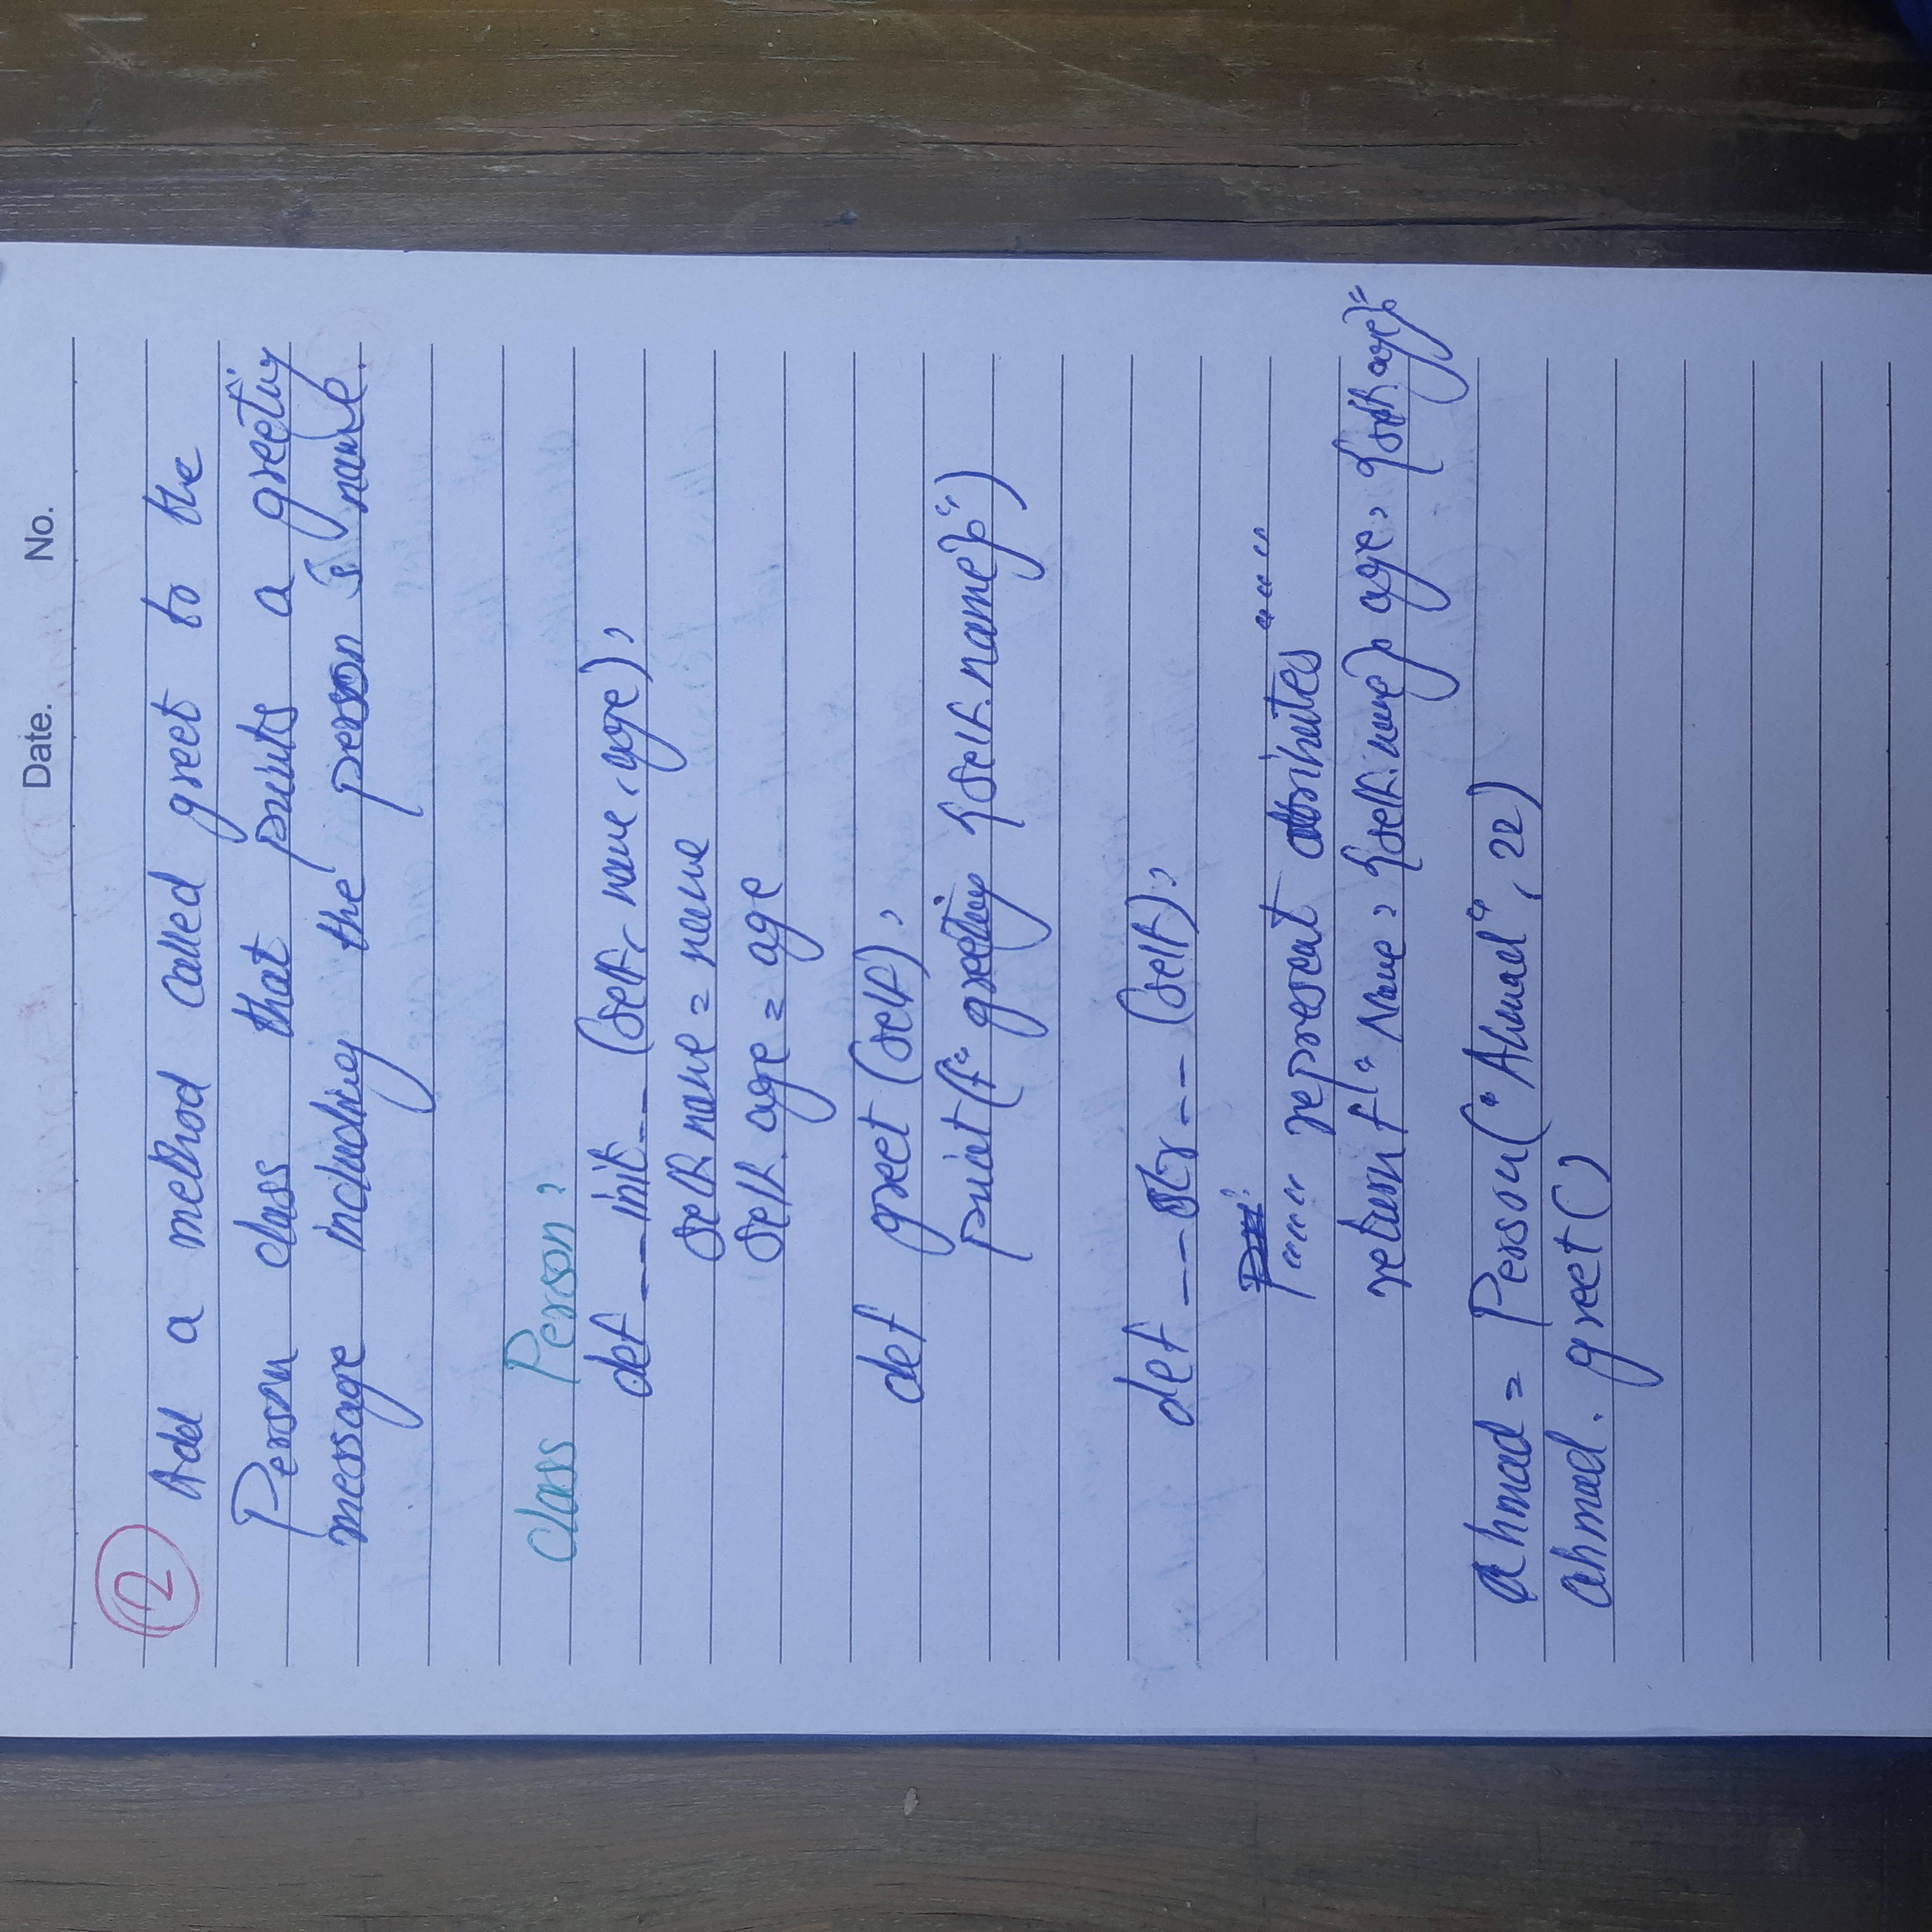 Date. No.
2
Add a method called greet to the
Person class that prints a greeting
message including the person's name.
class Person:
def __init__ (self, name, age):
self.name = name
self.age = age
def greet (self):
print(f"greeting {self.name}")
def __str__ (self):
"""represent attributes"""
return f"Name: {self.name} age: {self.age}"
ahmad = Person("Ahmad", 22)
ahmad.greet()